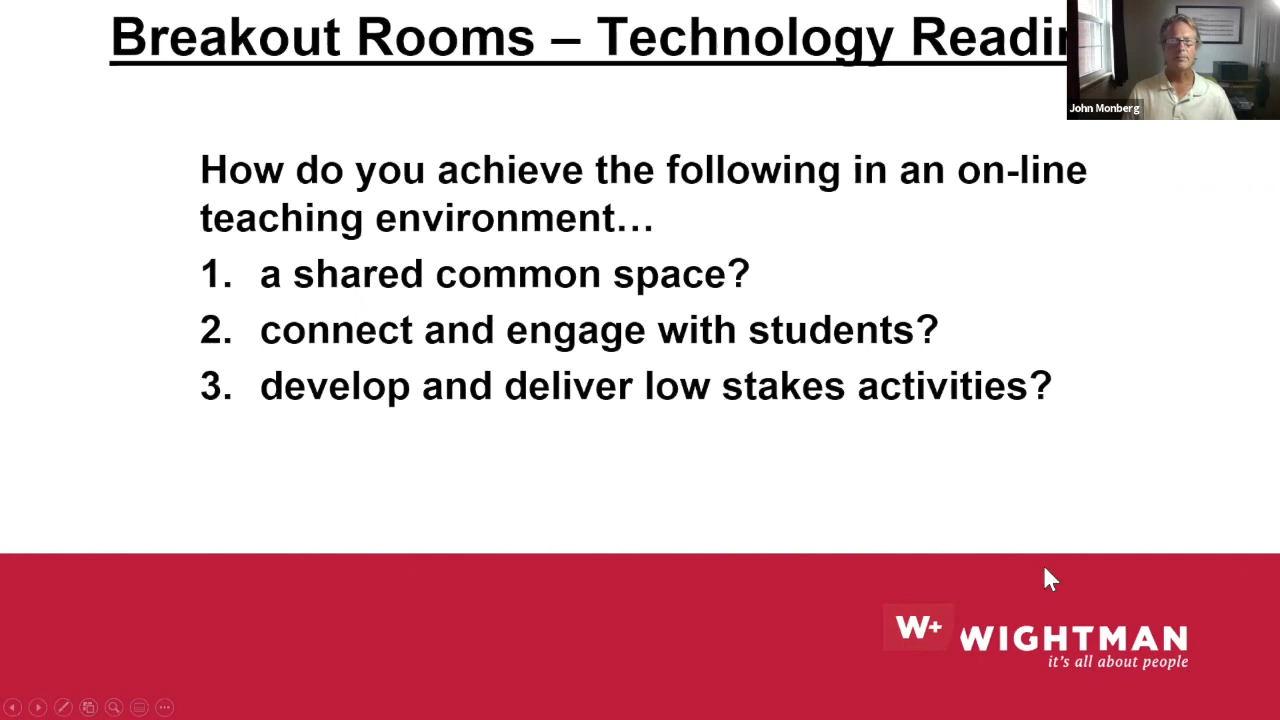 Breakout Rooms – Technology
John Monberg
How do you achieve the following in an on-line
teaching environment…
1. a shared common space?
2. connect and engage with students?
3. develop and deliver low stakes activities?
W+ WIGHTMAN
it's all about people